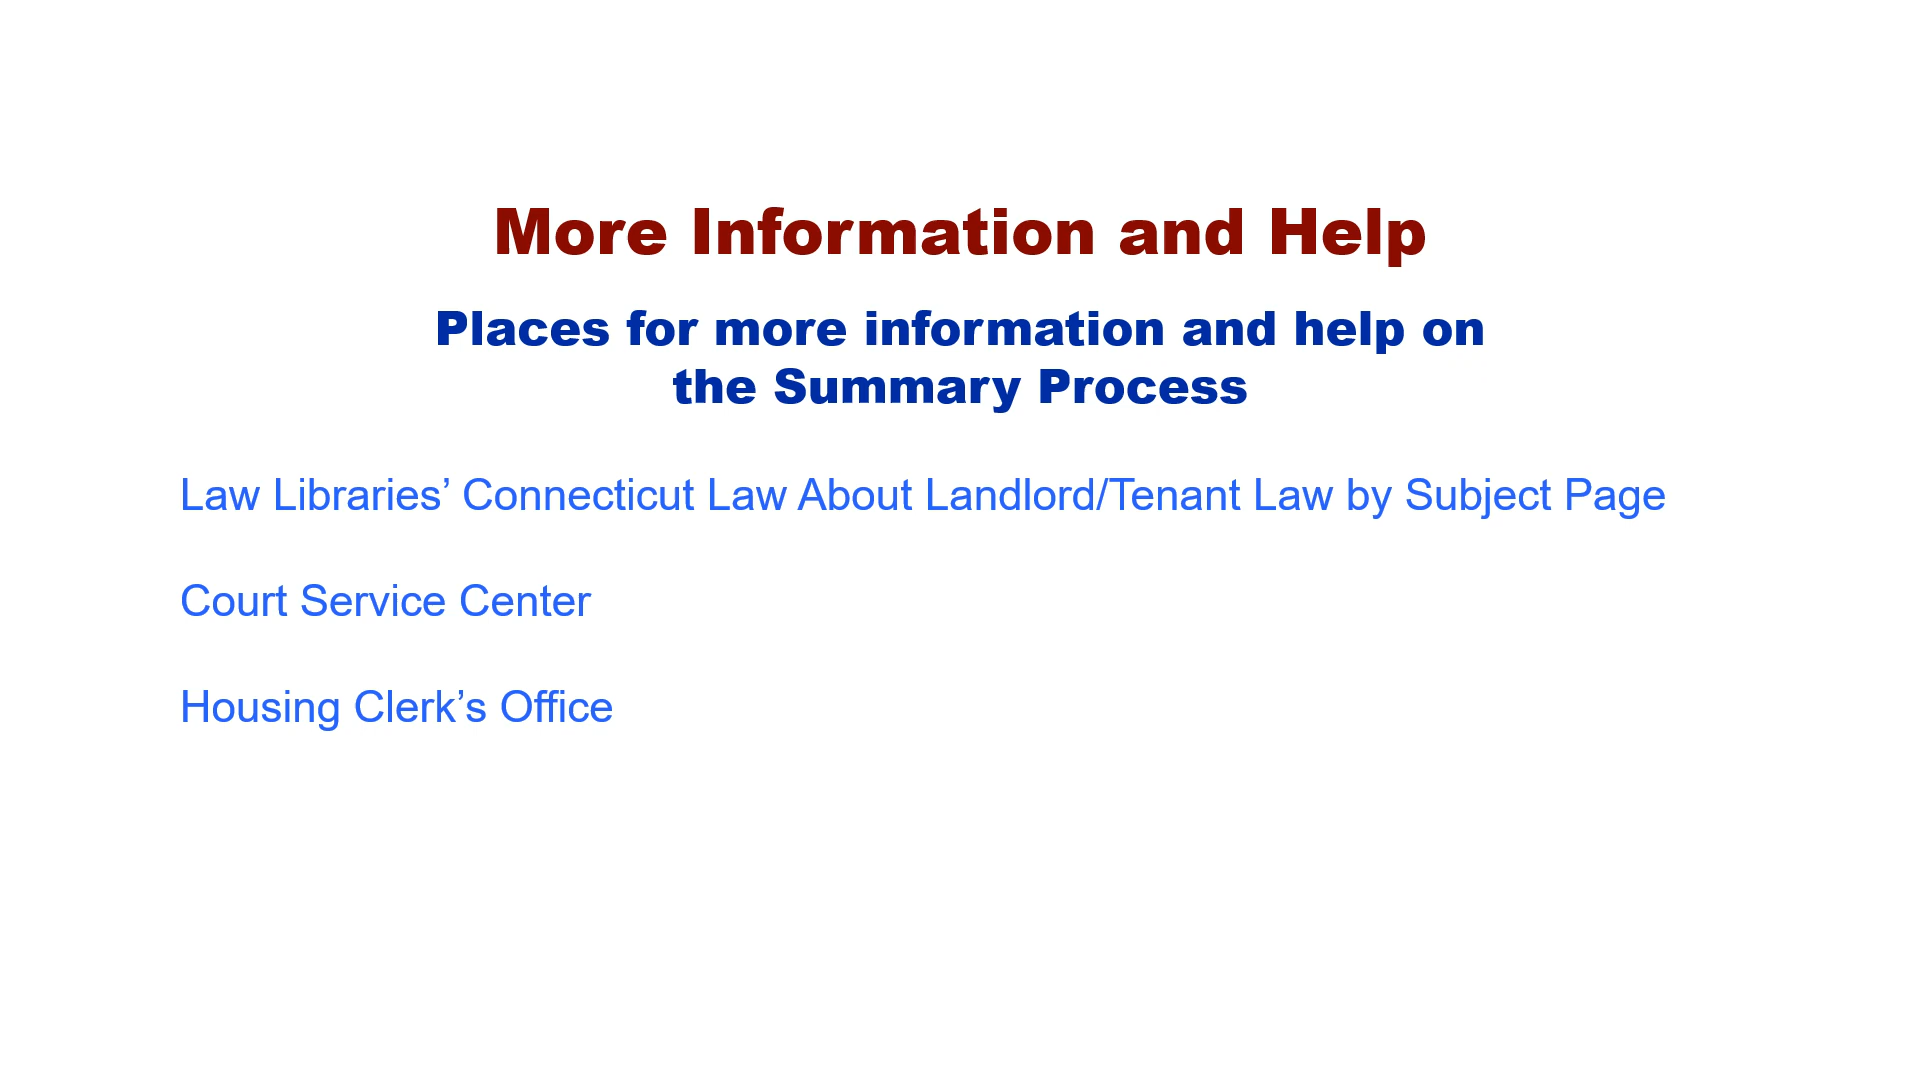 More Information and Help
Places for more information and help on
the Summary Process
Law Libraries’ Connecticut Law About Landlord/Tenant Law by Subject Page
Court Service Center
Housing Clerk’s Office